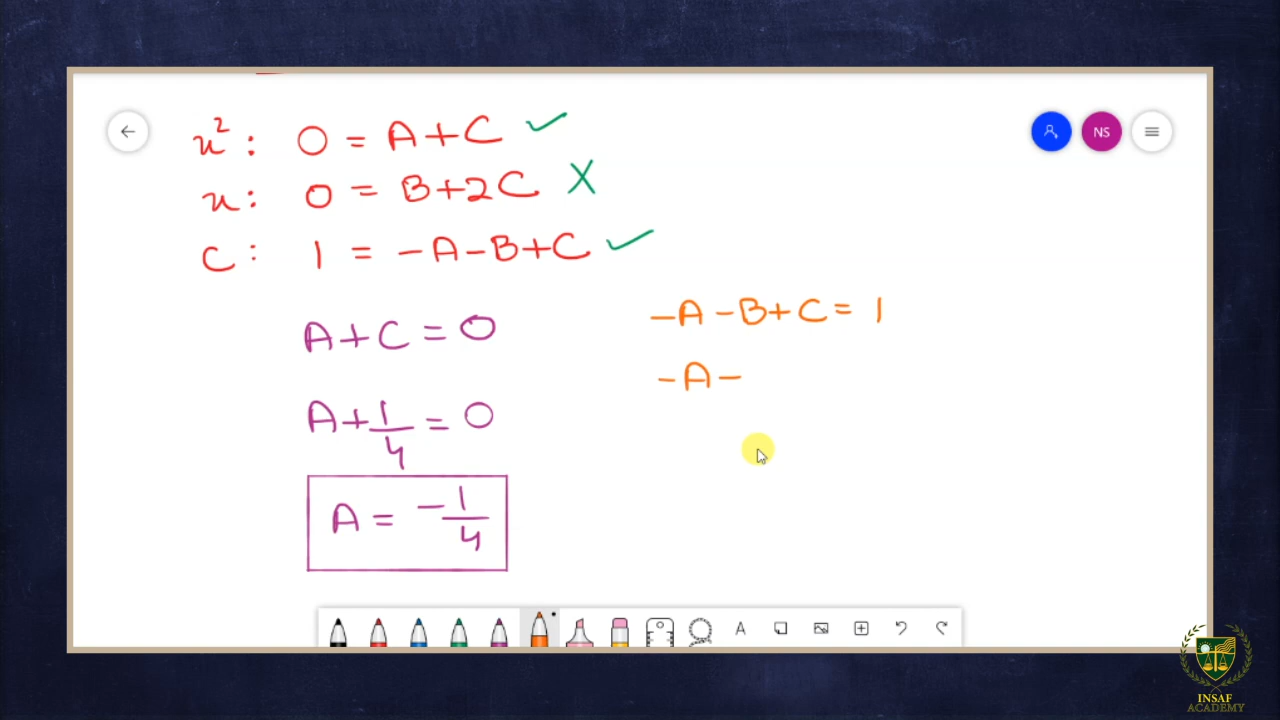 x²: 0 = A+C ✓
x: 0 = B+2C X
C: 1 = -A-B+C ✓
A+C = 0
A+1/4 = 0
A = -1/4
-A-B+C = 1
-A-
NS
A
INSAF
ACADEMY